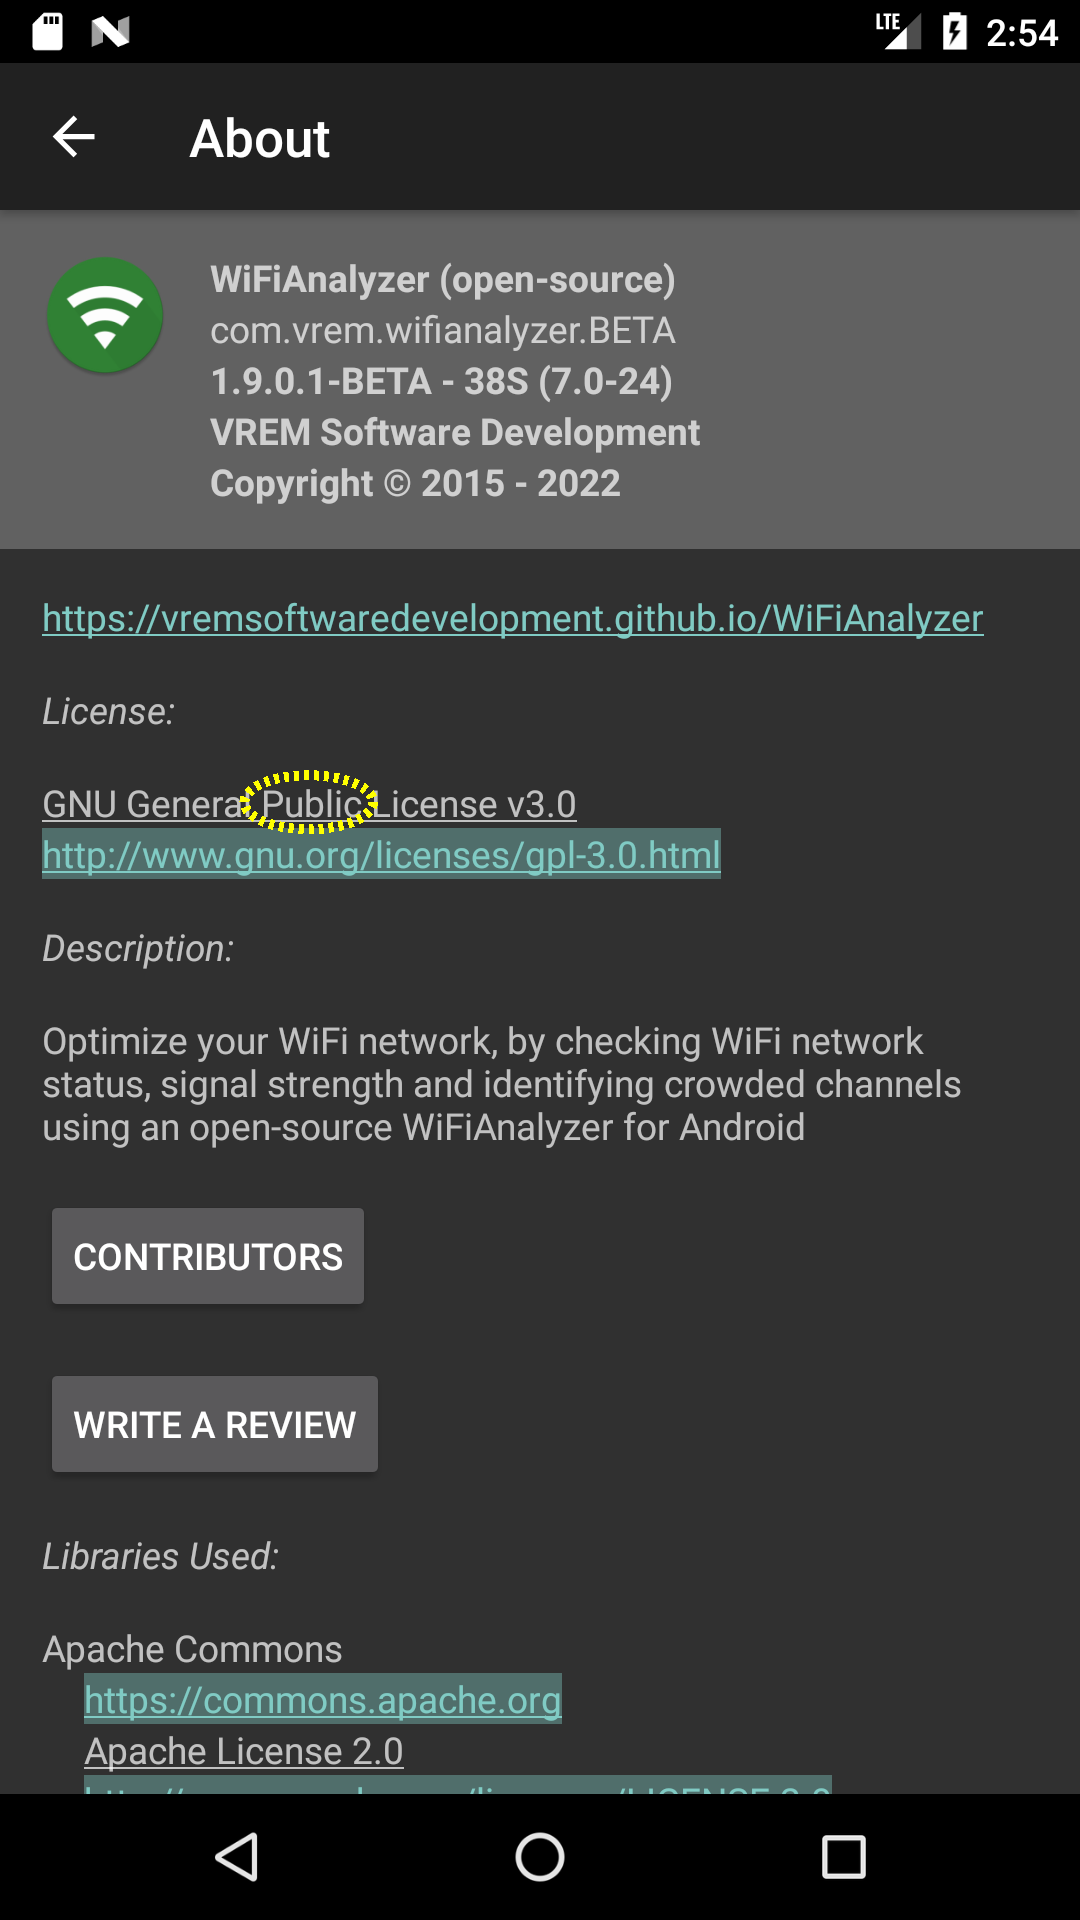 LTE 2:54
About
WiFiAnalyzer (open-source)
com.vrem.wifianalyzer.BETA
1.9.0.1-BETA - 38S (7.0-24)
VREM Software Development
Copyright © 2015 - 2022
https://vremsoftwaredevelopment.github.io/WiFiAnalyzer
License:
GNU General Public License v3.0
http://www.gnu.org/licenses/gpl-3.0.html
Description:
Optimize your WiFi network, by checking WiFi network
status, signal strength and identifying crowded channels
using an open-source WiFiAnalyzer for Android
CONTRIBUTORS
WRITE A REVIEW
Libraries Used:
Apache Commons
https://commons.apache.org
Apache License 2.0